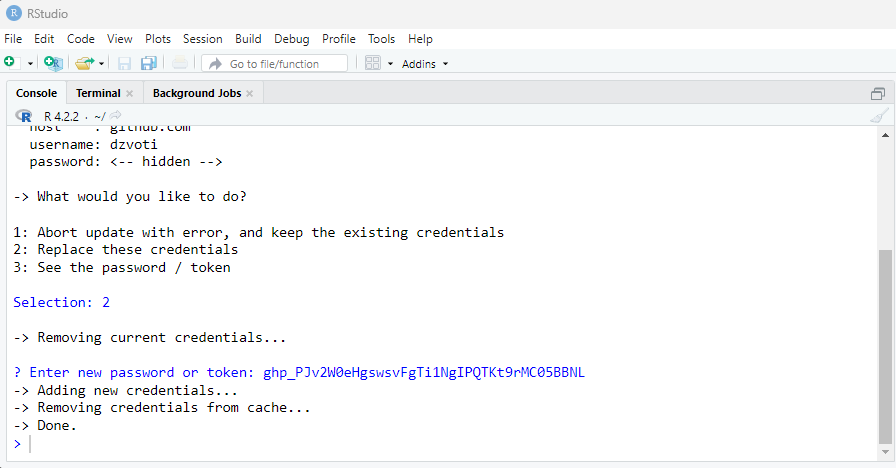 RStudio
File Edit Code View Plots Session Build Debug Profile Tools Help
Go to file/function Addins
Console Terminal Background Jobs
R 4.2.2 · ~/
host : github.com
username: dzvoti
password: <-- hidden -->
-> What would you like to do?
1: Abort update with error, and keep the existing credentials
2: Replace these credentials
3: See the password / token
Selection: 2
-> Removing current credentials...
? Enter new password or token: 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
-> Adding new credentials...
-> Removing credentials from cache...
-> Done.
>